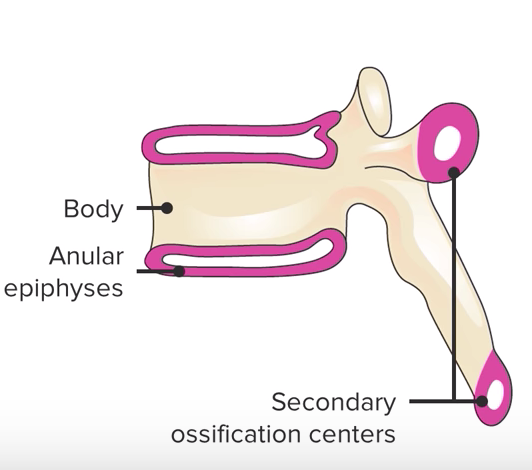 Body
Anular
epiphyses
Secondary
ossification centers